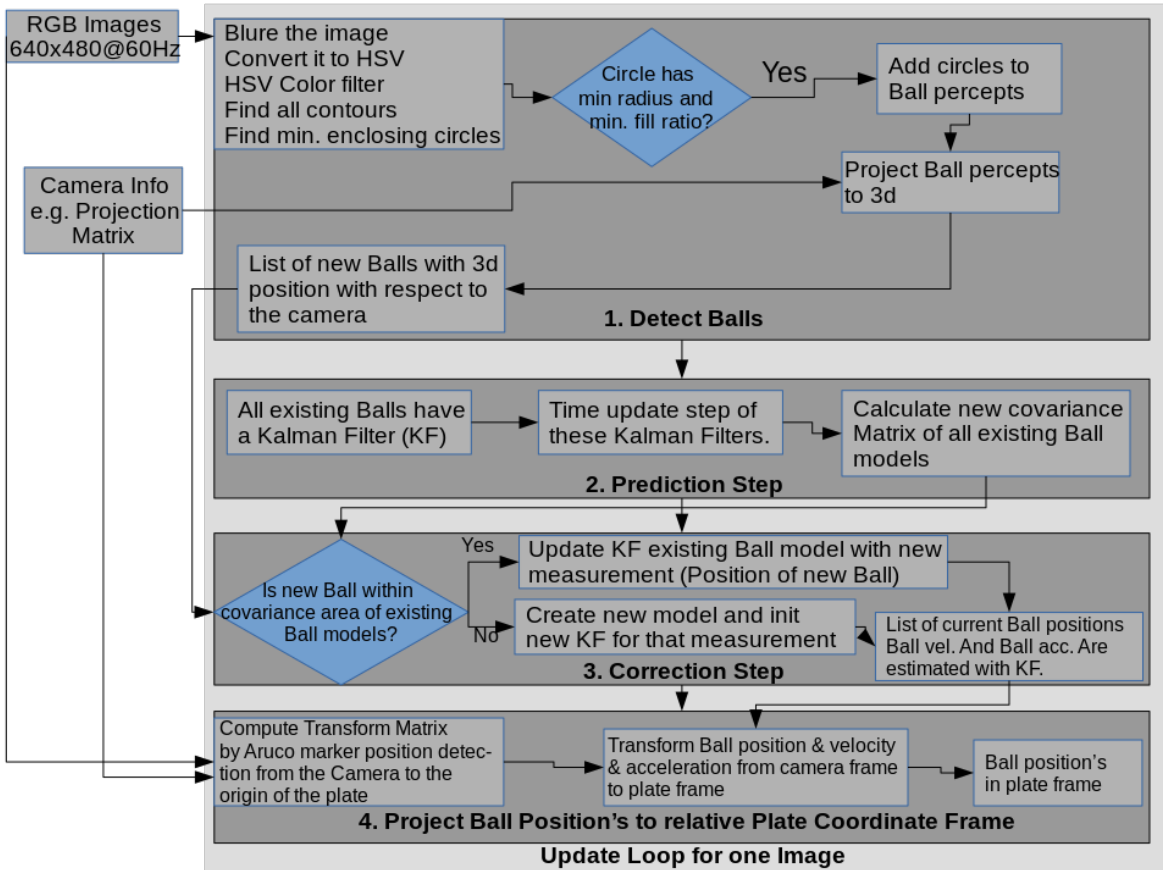 RGB Images
640x480@60Hz
Blure the image
Convert it to HSV
HSV Color filter
Find all contours
Find min. enclosing circles
Circle has
min radius and
min. fill ratio?
Yes
Add circles to
Ball percepts
Camera Info
e.g. Projection
Matrix
Project Ball percepts
to 3d
List of new Balls with 3d
position with respect to
the camera
1. Detect Balls
All existing Balls have
a Kalman Filter (KF)
Time update step of
these Kalman Filters.
Calculate new covariance
Matrix of all existing Ball
models
2. Prediction Step
Is new Ball within
covariance area of existing
Ball models?
Yes
Update KF existing Ball model with new
measurement (Position of new Ball)
No
Create new model and init
new KF for that measurement
List of current Ball positions
Ball vel. And Ball acc. Are
estimated with KF.
3. Correction Step
Compute Transform Matrix
by Aruco marker position detec-
tion from the Camera to the
origin of the plate
Transform Ball position & velocity
& acceleration from camera frame
to plate frame
Ball position's
in plate frame
4. Project Ball Position's to relative Plate Coordinate Frame
Update Loop for one Image